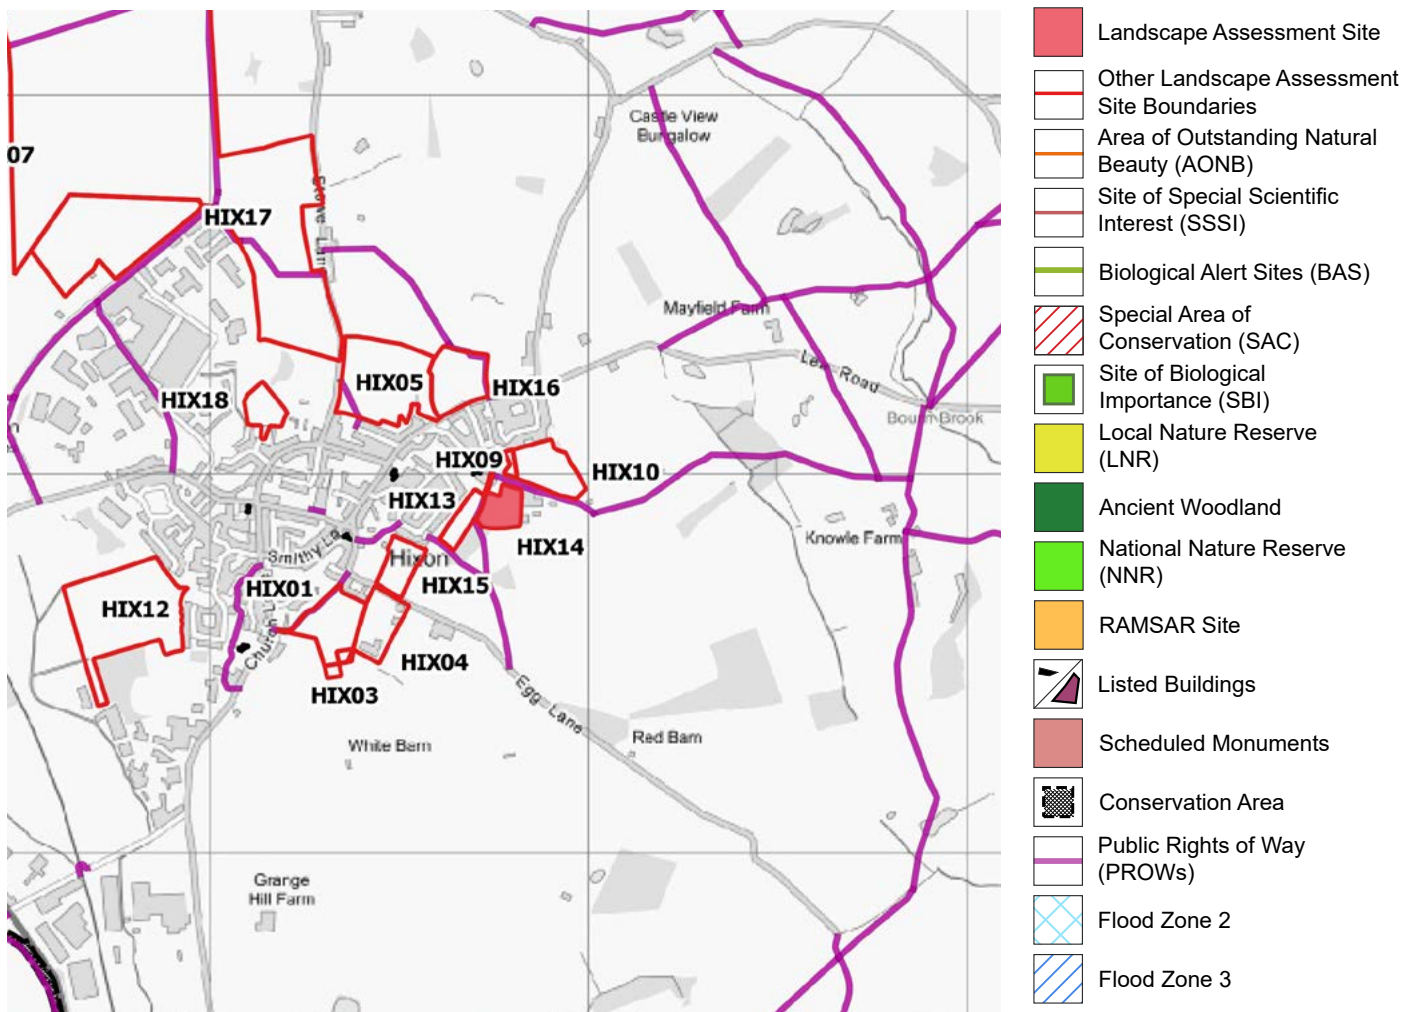 Castle View
Bungalow
07
Stowe Lane
HIX17
Mayfield Farm
Lea Road
HIX05
HIX16
HIX18
Bourn Brook
HIX09
HIX10
HIX13
Knowle Farm
HIX14
Smithy La
Hixon
HIX15
HIX01
HIX12
Church L
HIX04
HIX03
Egg Lane
White Barn
Red Barn
Grange
Hill Farm
Landscape Assessment Site
Other Landscape Assessment
Site Boundaries
Area of Outstanding Natural
Beauty (AONB)
Site of Special Scientific
Interest (SSSI)
Biological Alert Sites (BAS)
Special Area of
Conservation (SAC)
Site of Biological
Importance (SBI)
Local Nature Reserve
(LNR)
Ancient Woodland
National Nature Reserve
(NNR)
RAMSAR Site
Listed Buildings
Scheduled Monuments
Conservation Area
Public Rights of Way
(PROWs)
Flood Zone 2
Flood Zone 3